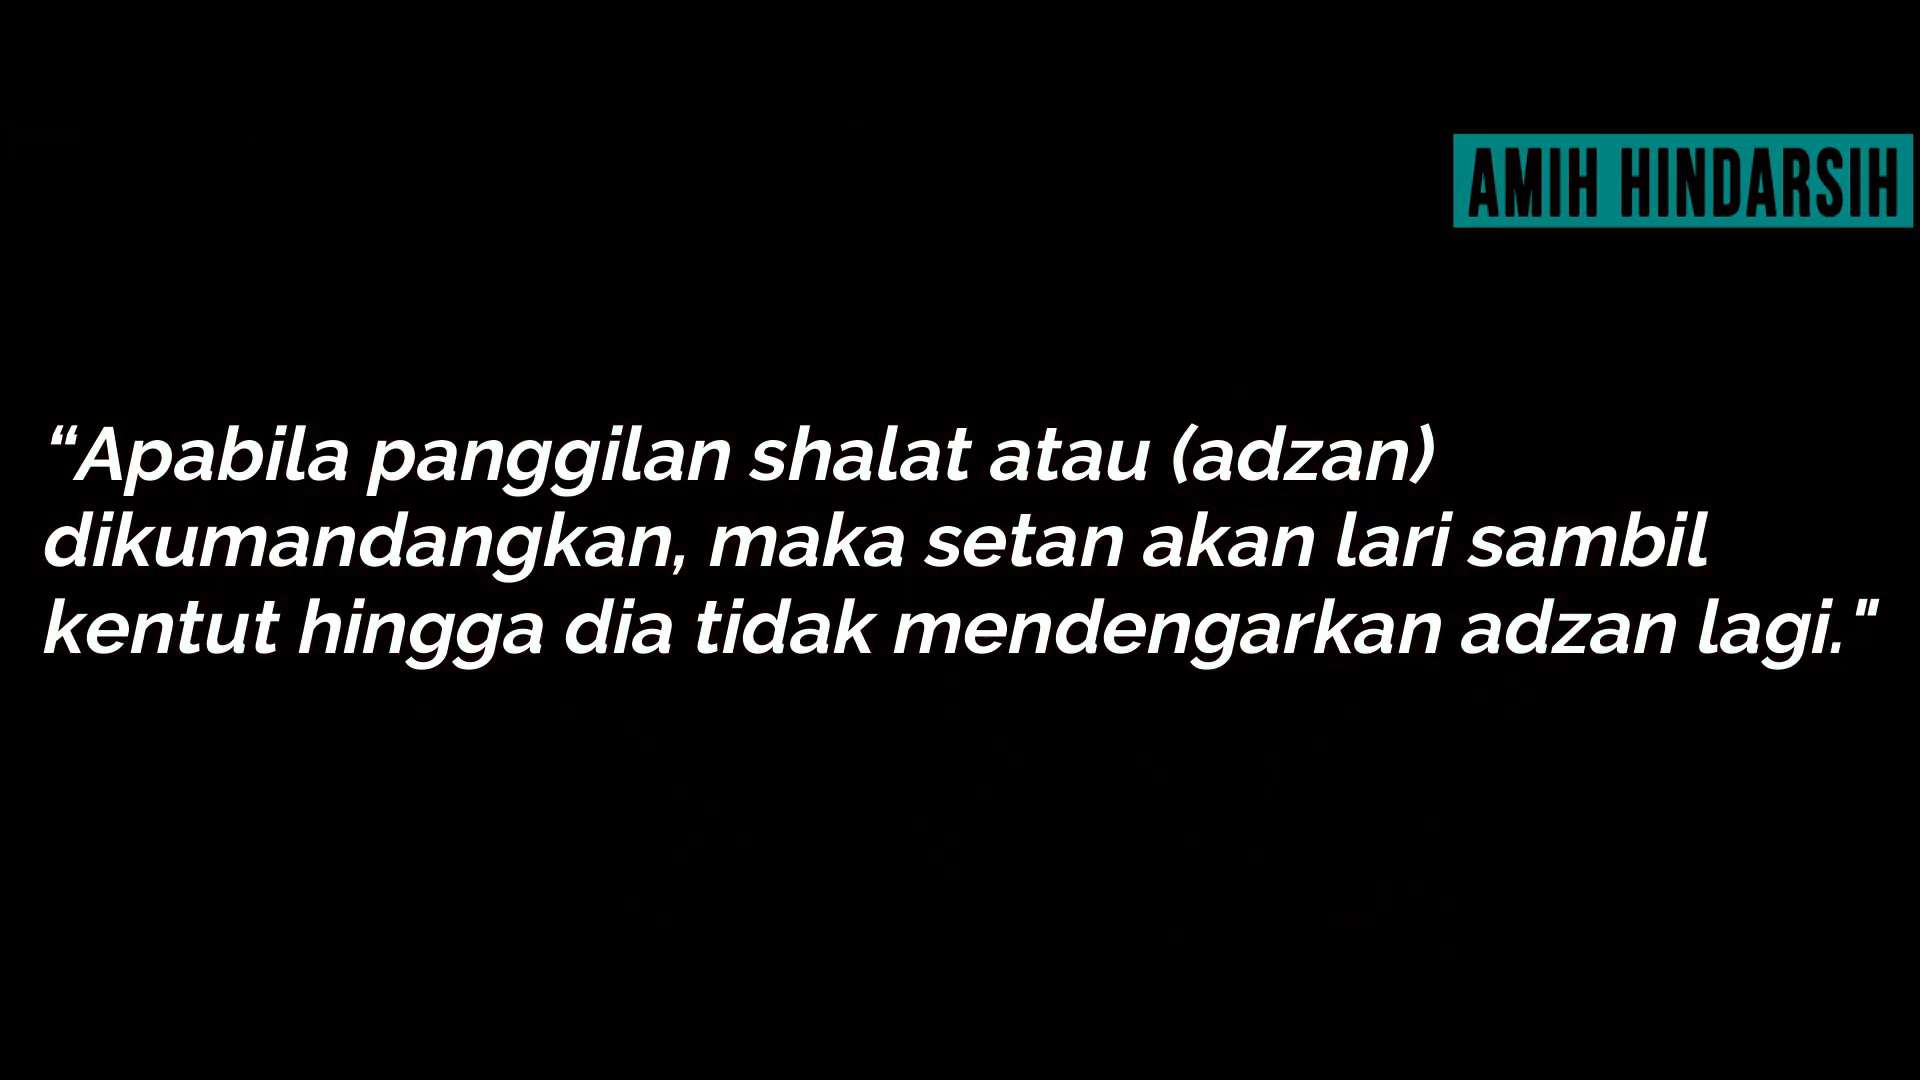 AMIH HINDARSIH
“Apabila panggilan shalat atau (adzan)
dikumandangkan, maka setan akan lari sambil
kentut hingga dia tidak mendengarkan adzan lagi."